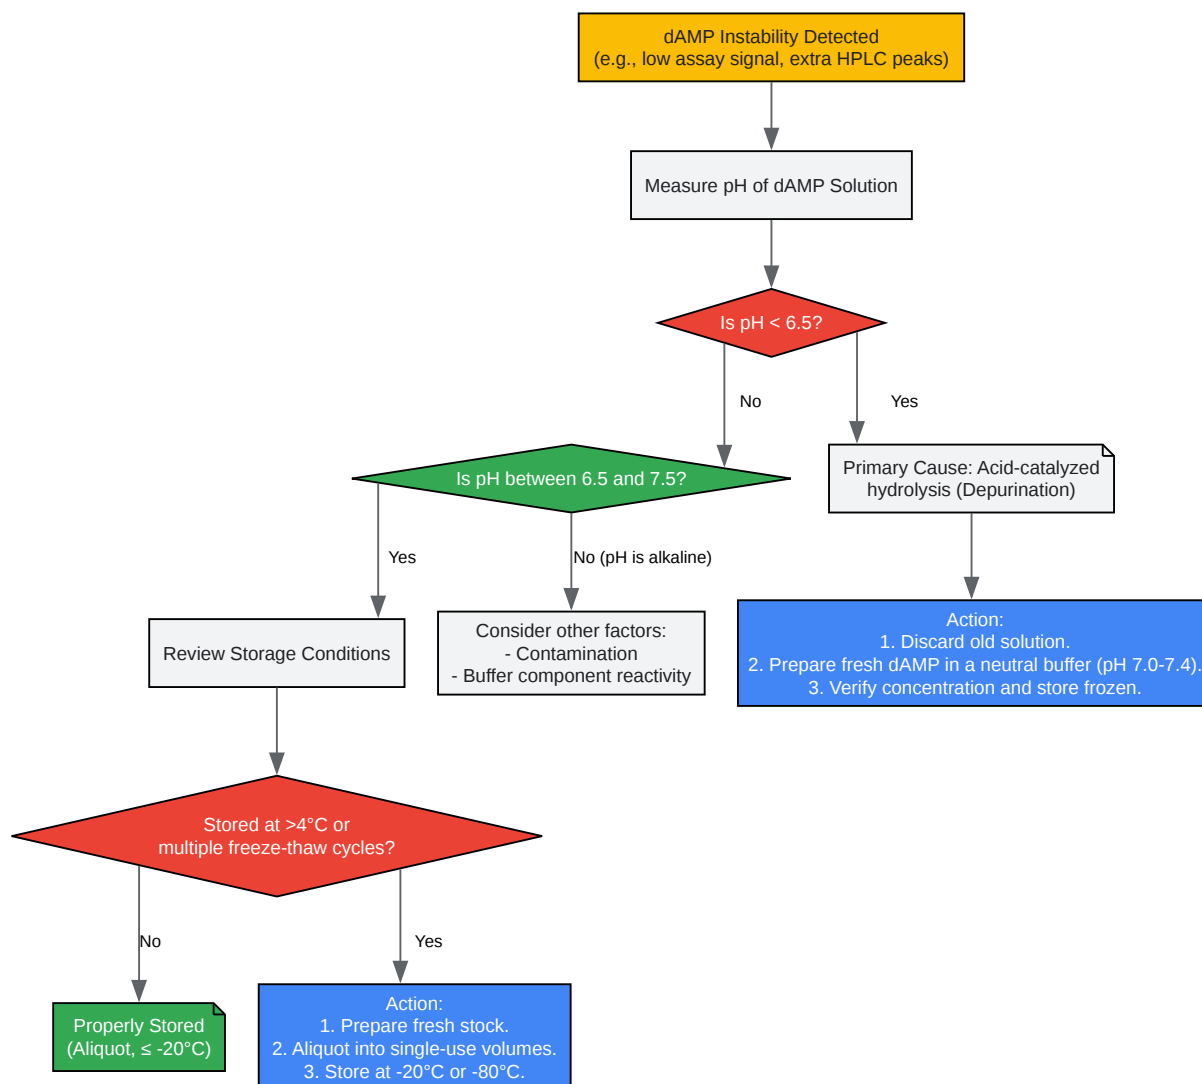 dAMP Instability Detected
(e.g., low assay signal, extra HPLC peaks)
Measure pH of dAMP Solution
Is pH < 6.5?
No
Yes
Is pH between 6.5 and 7.5?
Primary Cause: Acid-catalyzed
hydrolysis (Depurination)
Yes
No (pH is alkaline)
Review Storage Conditions
Consider other factors:
- Contamination
- Buffer component reactivity
Action:
1. Discard old solution.
2. Prepare fresh dAMP in a neutral buffer (pH 7.0-7.4).
3. Verify concentration and store frozen.
Stored at >4°C or
multiple freeze-thaw cycles?
No
Yes
Properly Stored
(Aliquot, ≤ -20°C)
Action:
1. Prepare fresh stock.
2. Aliquot into single-use volumes.
3. Store at -20°C or -80°C.